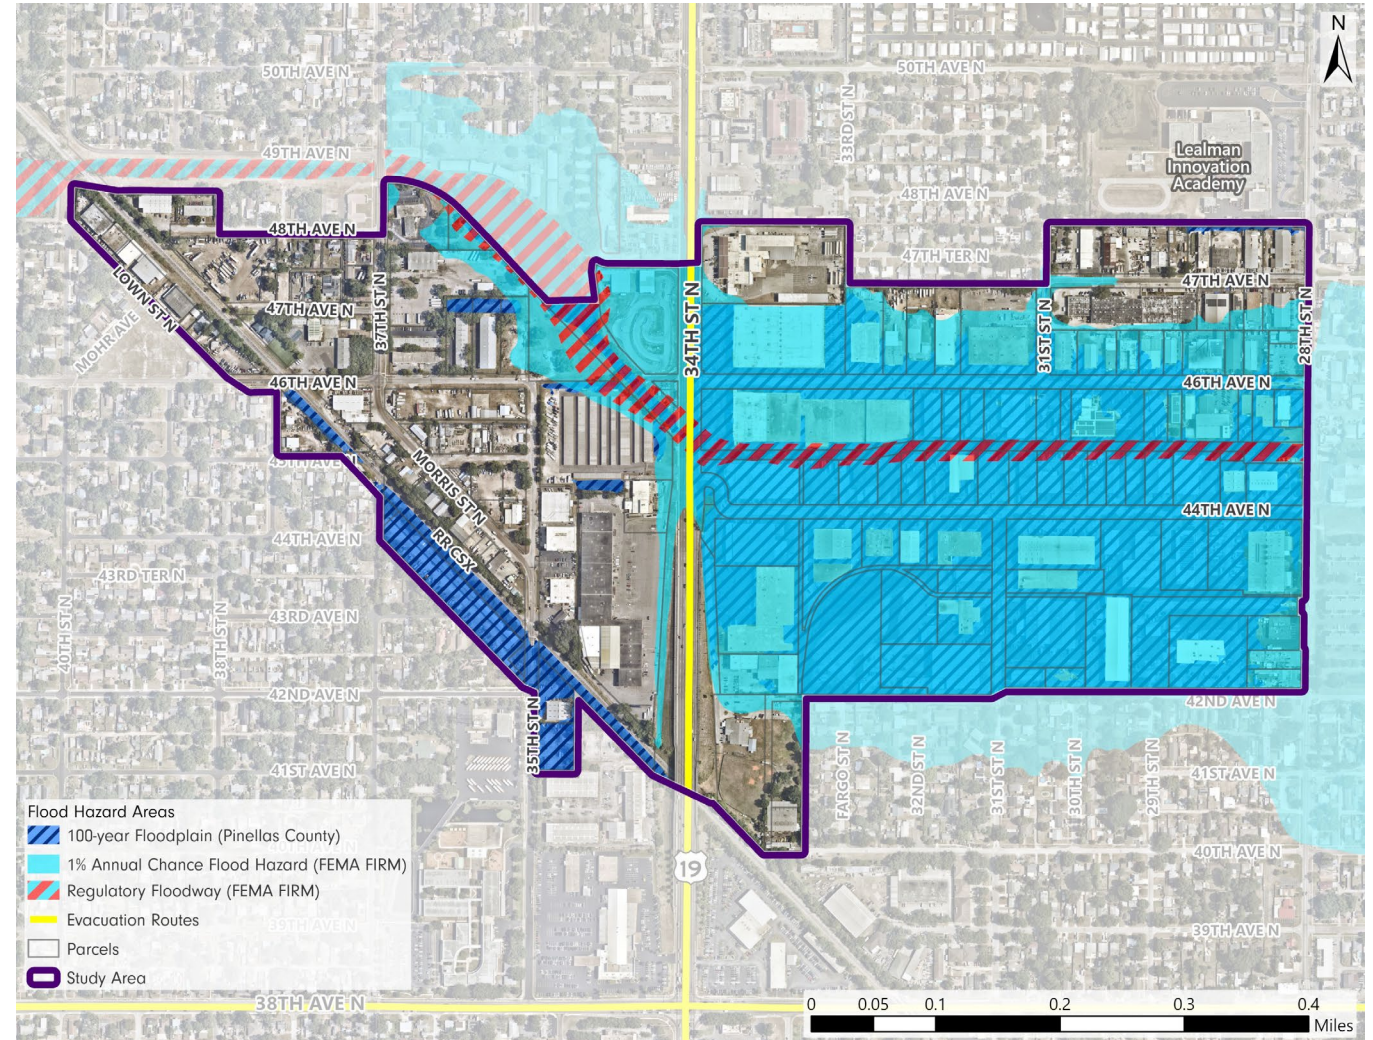 N
50TH AVE N
50TH AVE N
33RD ST N
49TH AVE N
Lealman
Innovation
Academy
48TH AVE N
48TH AVE N
47TH TER N
LOWN ST N
MOHR AVE
47TH AVE N
37TH ST N
34TH ST N
31ST ST N
47TH AVE N
28TH ST N
46TH AVE N
46TH AVE N
45TH AVE N
MORRIS ST N
RR CSX
44TH AVE N
44TH AVE N
43RD TER N
43RD AVE N
40TH ST N
38TH ST N
42ND AVE N
42ND AVE N
35TH ST N
41ST AVE N
FARGO ST N
32ND ST N
31ST ST N
30TH ST N
29TH ST N
41ST AVE N
40TH AVE N
40TH AVE N
19
39TH AVE N
39TH AVE N
38TH AVE N
Flood Hazard Areas
100-year Floodplain (Pinellas County)
1% Annual Chance Flood Hazard (FEMA FIRM)
Regulatory Floodway (FEMA FIRM)
Evacuation Routes
Parcels
Study Area
0 0.05 0.1 0.2 0.3 0.4
Miles